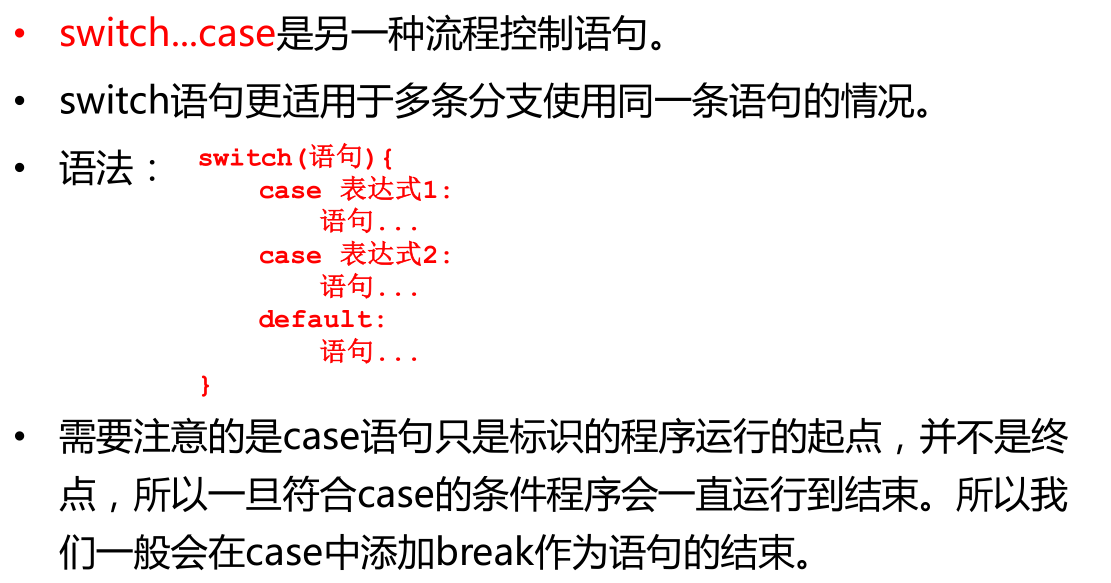 • switch...case是另一种流程控制语句。
• switch语句更适用于多条分支使用同一条语句的情况。
• 语法：
switch(语句){
    case 表达式1:
        语句...
    case 表达式2:
        语句...
    default:
        语句...
}
• 需要注意的是case语句只是标识的程序运行的起点，并不是终
点，所以一旦符合case的条件程序会一直运行到结束。所以我
们一般会在case中添加break作为语句的结束。